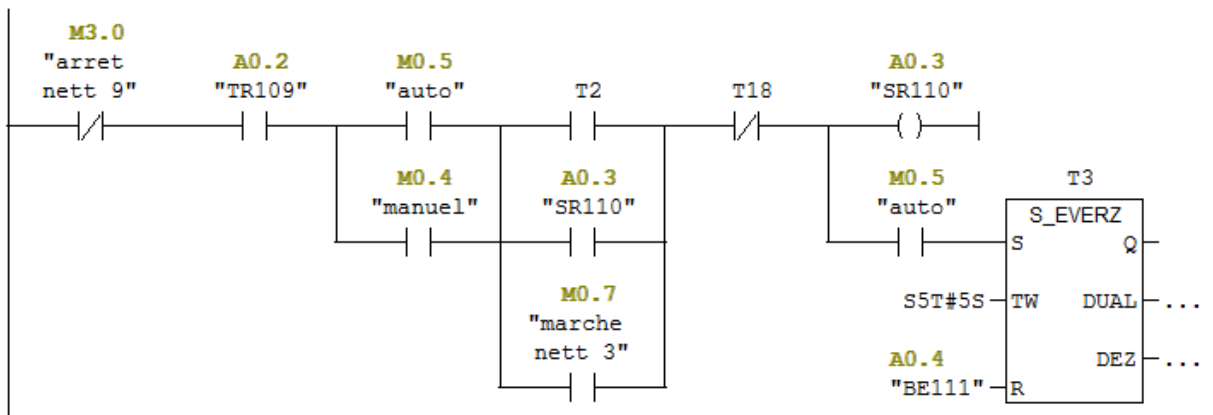 M3.0
"arret
nett 9"
A0.2
"TR109"
M0.5
"auto"
T2
T18
A0.3
"SR110"
M0.4
"manuel"
A0.3
"SR110"
M0.5
"auto"
T3
S_EVERZ
S
Q
M0.7
"marche
nett 3"
S5T#5S
TW
DUAL
...
A0.4
"BE111"
R
DEZ
...